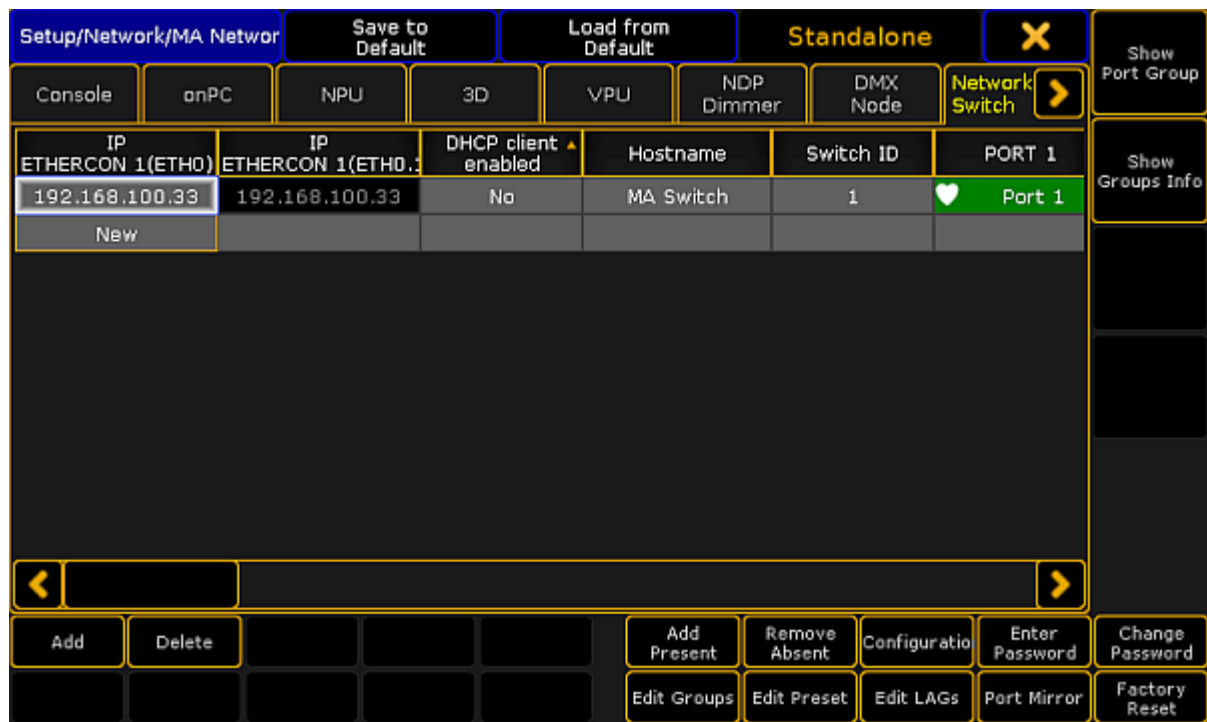 Setup/Network/MA Networ
Save to
Default
Load from
Default
Standalone
Show
Port Group
Console
onPC
NPU
3D
VPU
NDP
Dimmer
DMX
Node
Network
Switch
IP
ETHERCON 1(ETH0)
IP
ETHERCON 1(ETH0.1
DHCP client
enabled
Hostname
Switch ID
PORT 1
Show
Groups Info
192.168.100.33
192.168.100.33
No
MA Switch
1
Port 1
New
Add
Delete
Add
Present
Remove
Absent
Configuratio
Enter
Password
Change
Password
Edit Groups
Edit Preset
Edit LAGs
Port Mirror
Factory
Reset